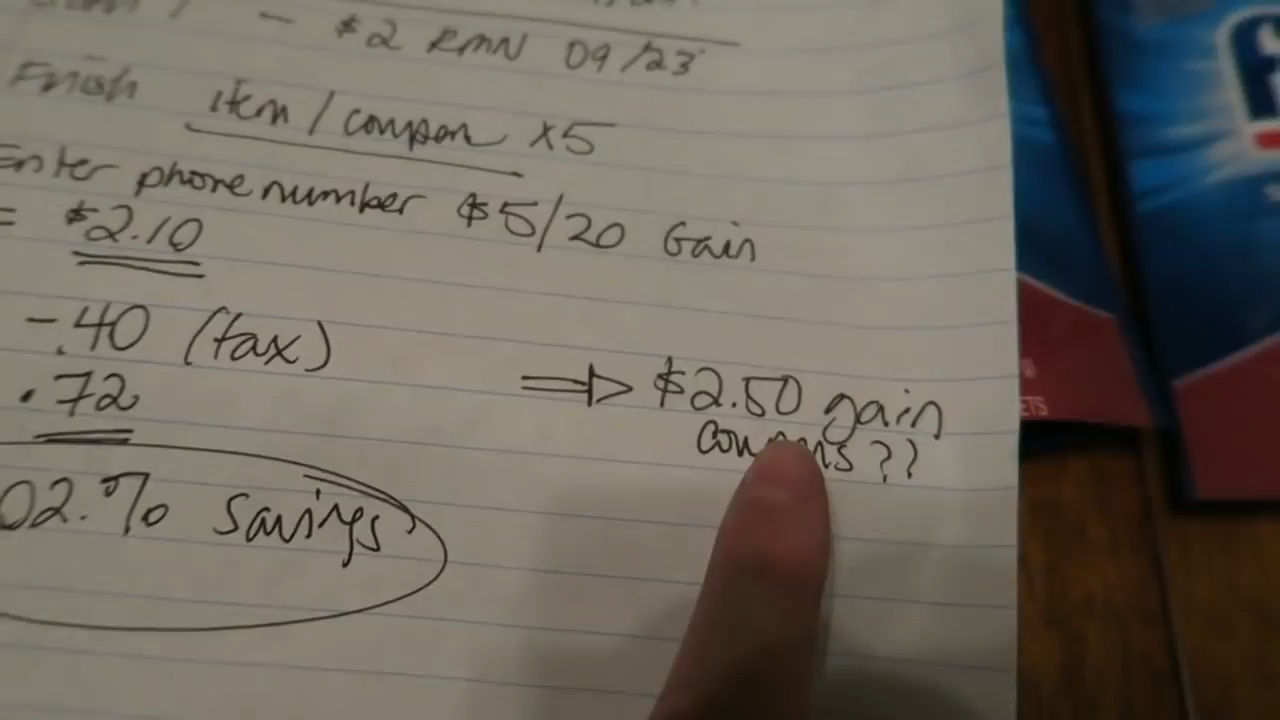 - $2 RMN 09/23
Finish item/coupon x5
Enter phone number $5/20 Gain
= $2.10
-.40 (tax)
.72
⇒ $2.50 gain
coupons ??
02.% savings
ETS